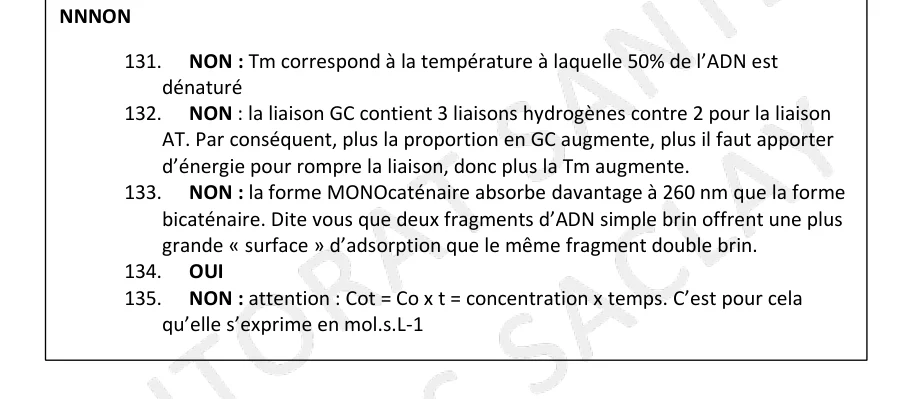 NNNON
131. NON : Tm correspond à la température à laquelle 50% de l’ADN est
dénaturé
132. NON : la liaison GC contient 3 liaisons hydrogènes contre 2 pour la liaison
AT. Par conséquent, plus la proportion en GC augmente, plus il faut apporter
d’énergie pour rompre la liaison, donc plus la Tm augmente.
133. NON : la forme MONOcaténaire absorbe davantage à 260 nm que la forme
bicaténaire. Dite vous que deux fragments d’ADN simple brin offrent une plus
grande « surface » d’adsorption que le même fragment double brin.
134. OUI
135. NON : attention : Cot = Co x t = concentration x temps. C’est pour cela
qu’elle s’exprime en mol.s.L-1